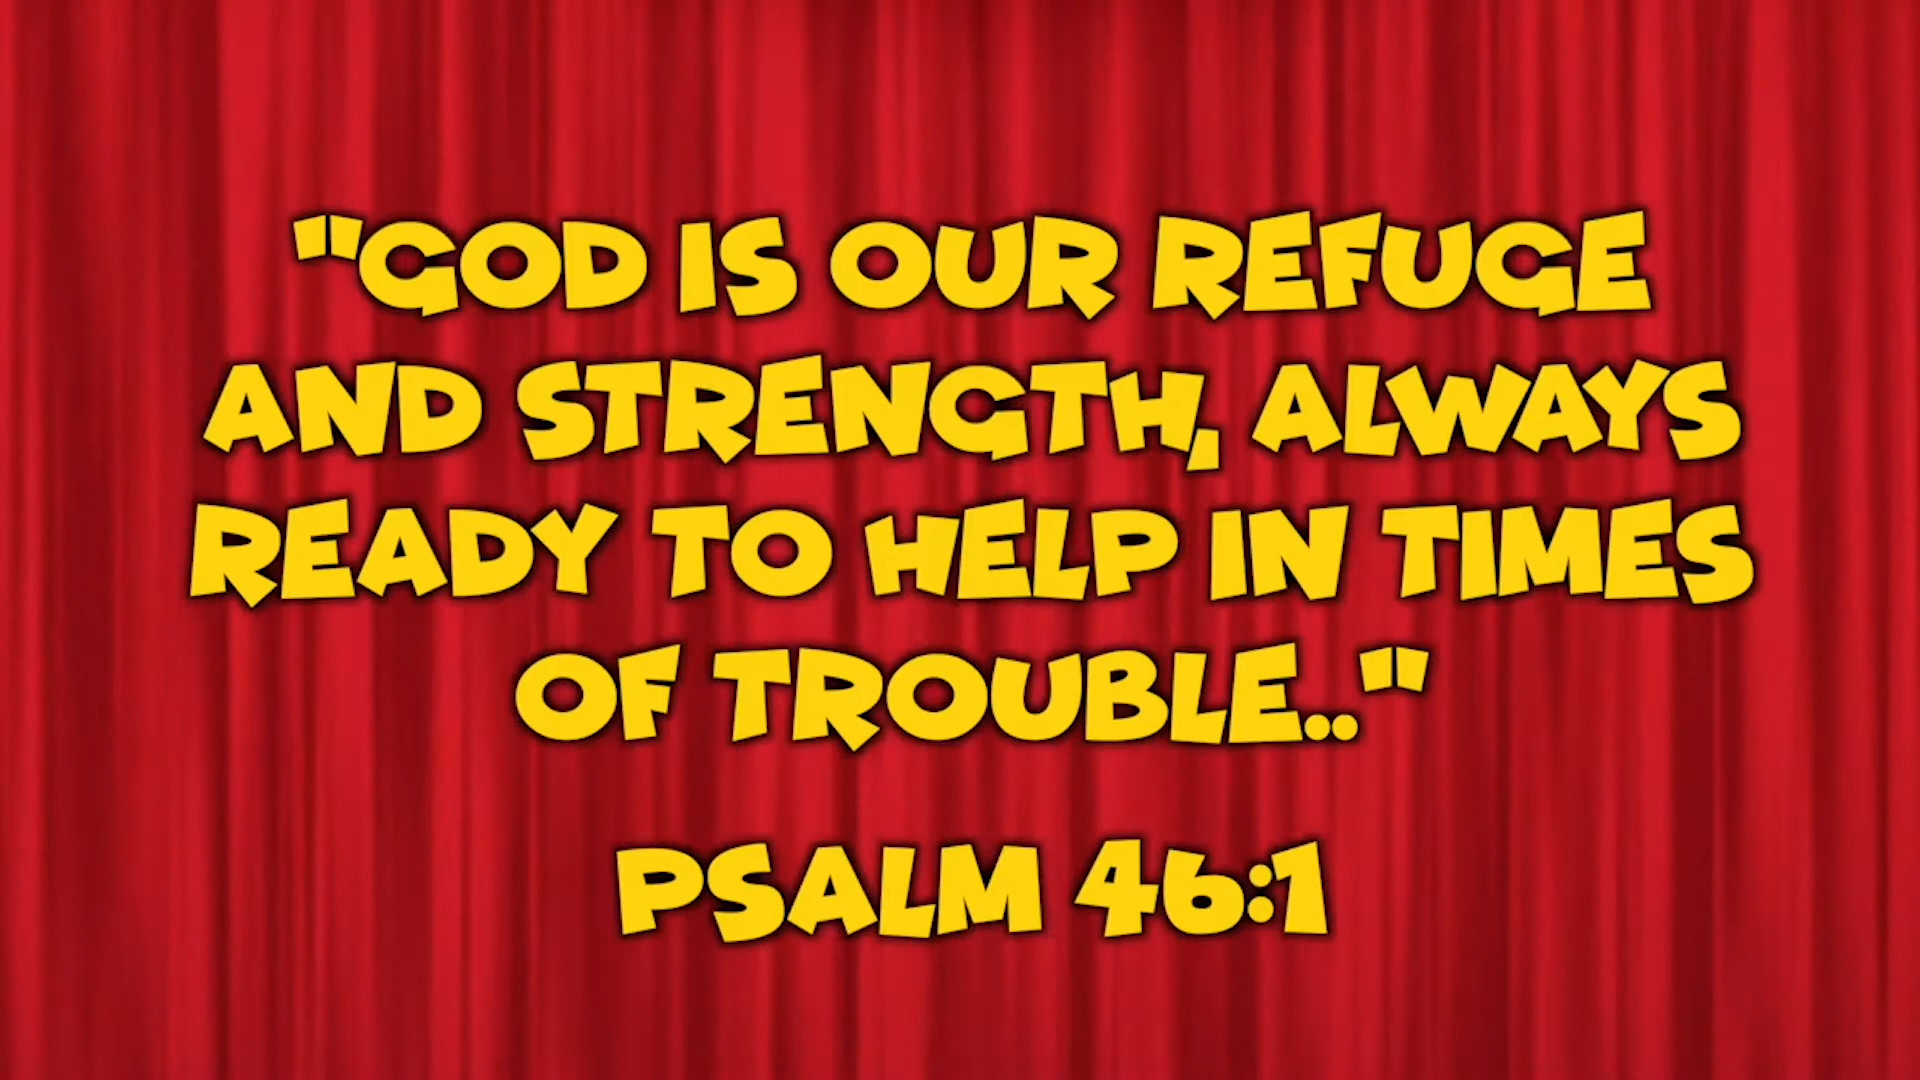 "GOD IS OUR REFUGE
AND STRENGTH, ALWAYS
READY TO HELP IN TIMES
OF TROUBLE.."
PSALM 46:1